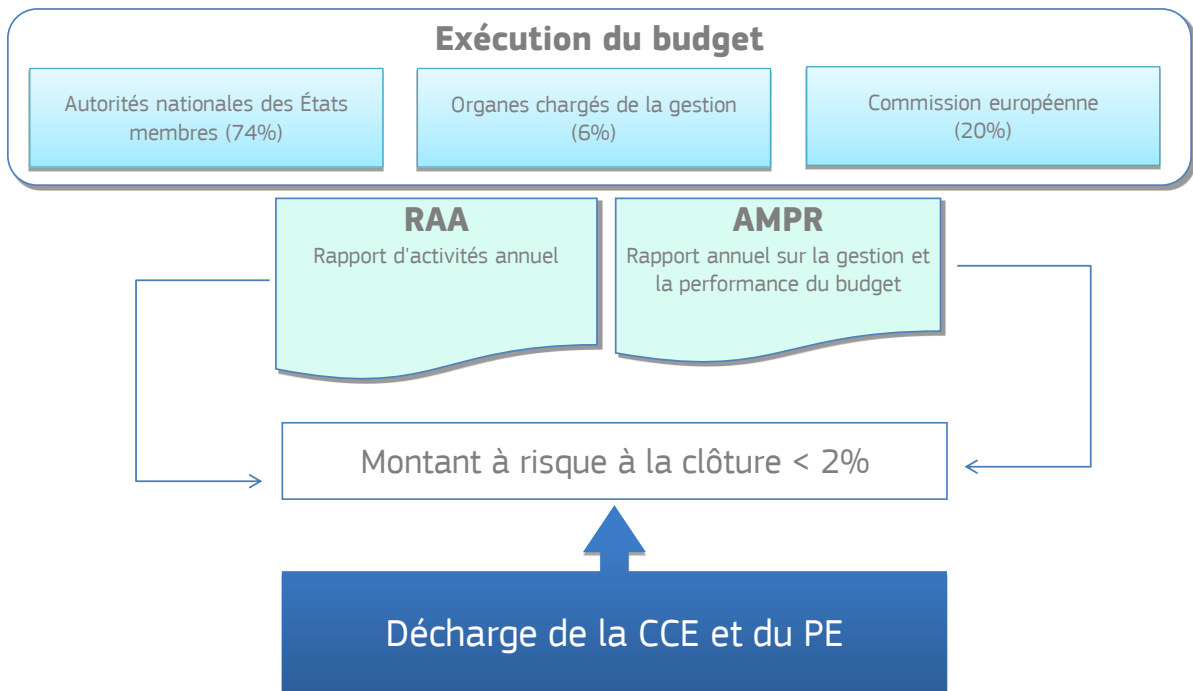 Exécution du budget
Autorités nationales des États
membres (74%)
Organes chargés de la gestion
(6%)
Commission européenne
(20%)
RAA
Rapport d'activités annuel
AMPR
Rapport annuel sur la gestion et
la performance du budget
Montant à risque à la clôture < 2%
Décharge de la CCE et du PE